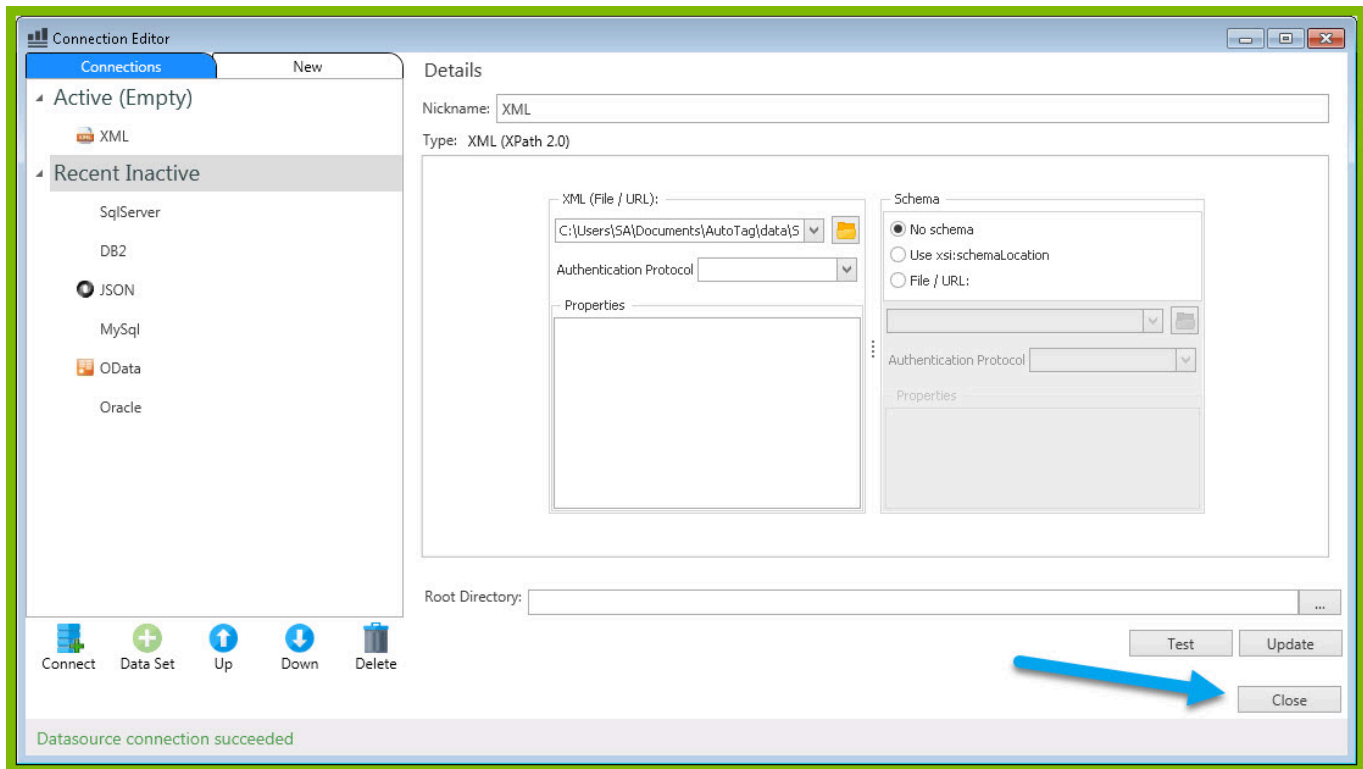 Connection Editor
Connections
New
Active (Empty)
XML
Recent Inactive
SqlServer
DB2
JSON
MySql
OData
Oracle
Connect
Data Set
Up
Down
Delete
Details
Nickname: XML
Type: XML (XPath 2.0)
XML (File / URL):
C:\Users\SA\Documents\AutoTag\data\S
Authentication Protocol
Properties
Schema
No schema
Use xsi:schemaLocation
File / URL:
Authentication Protocol
Properties
Root Directory:
...
Test
Update
Close
Datasource connection succeeded